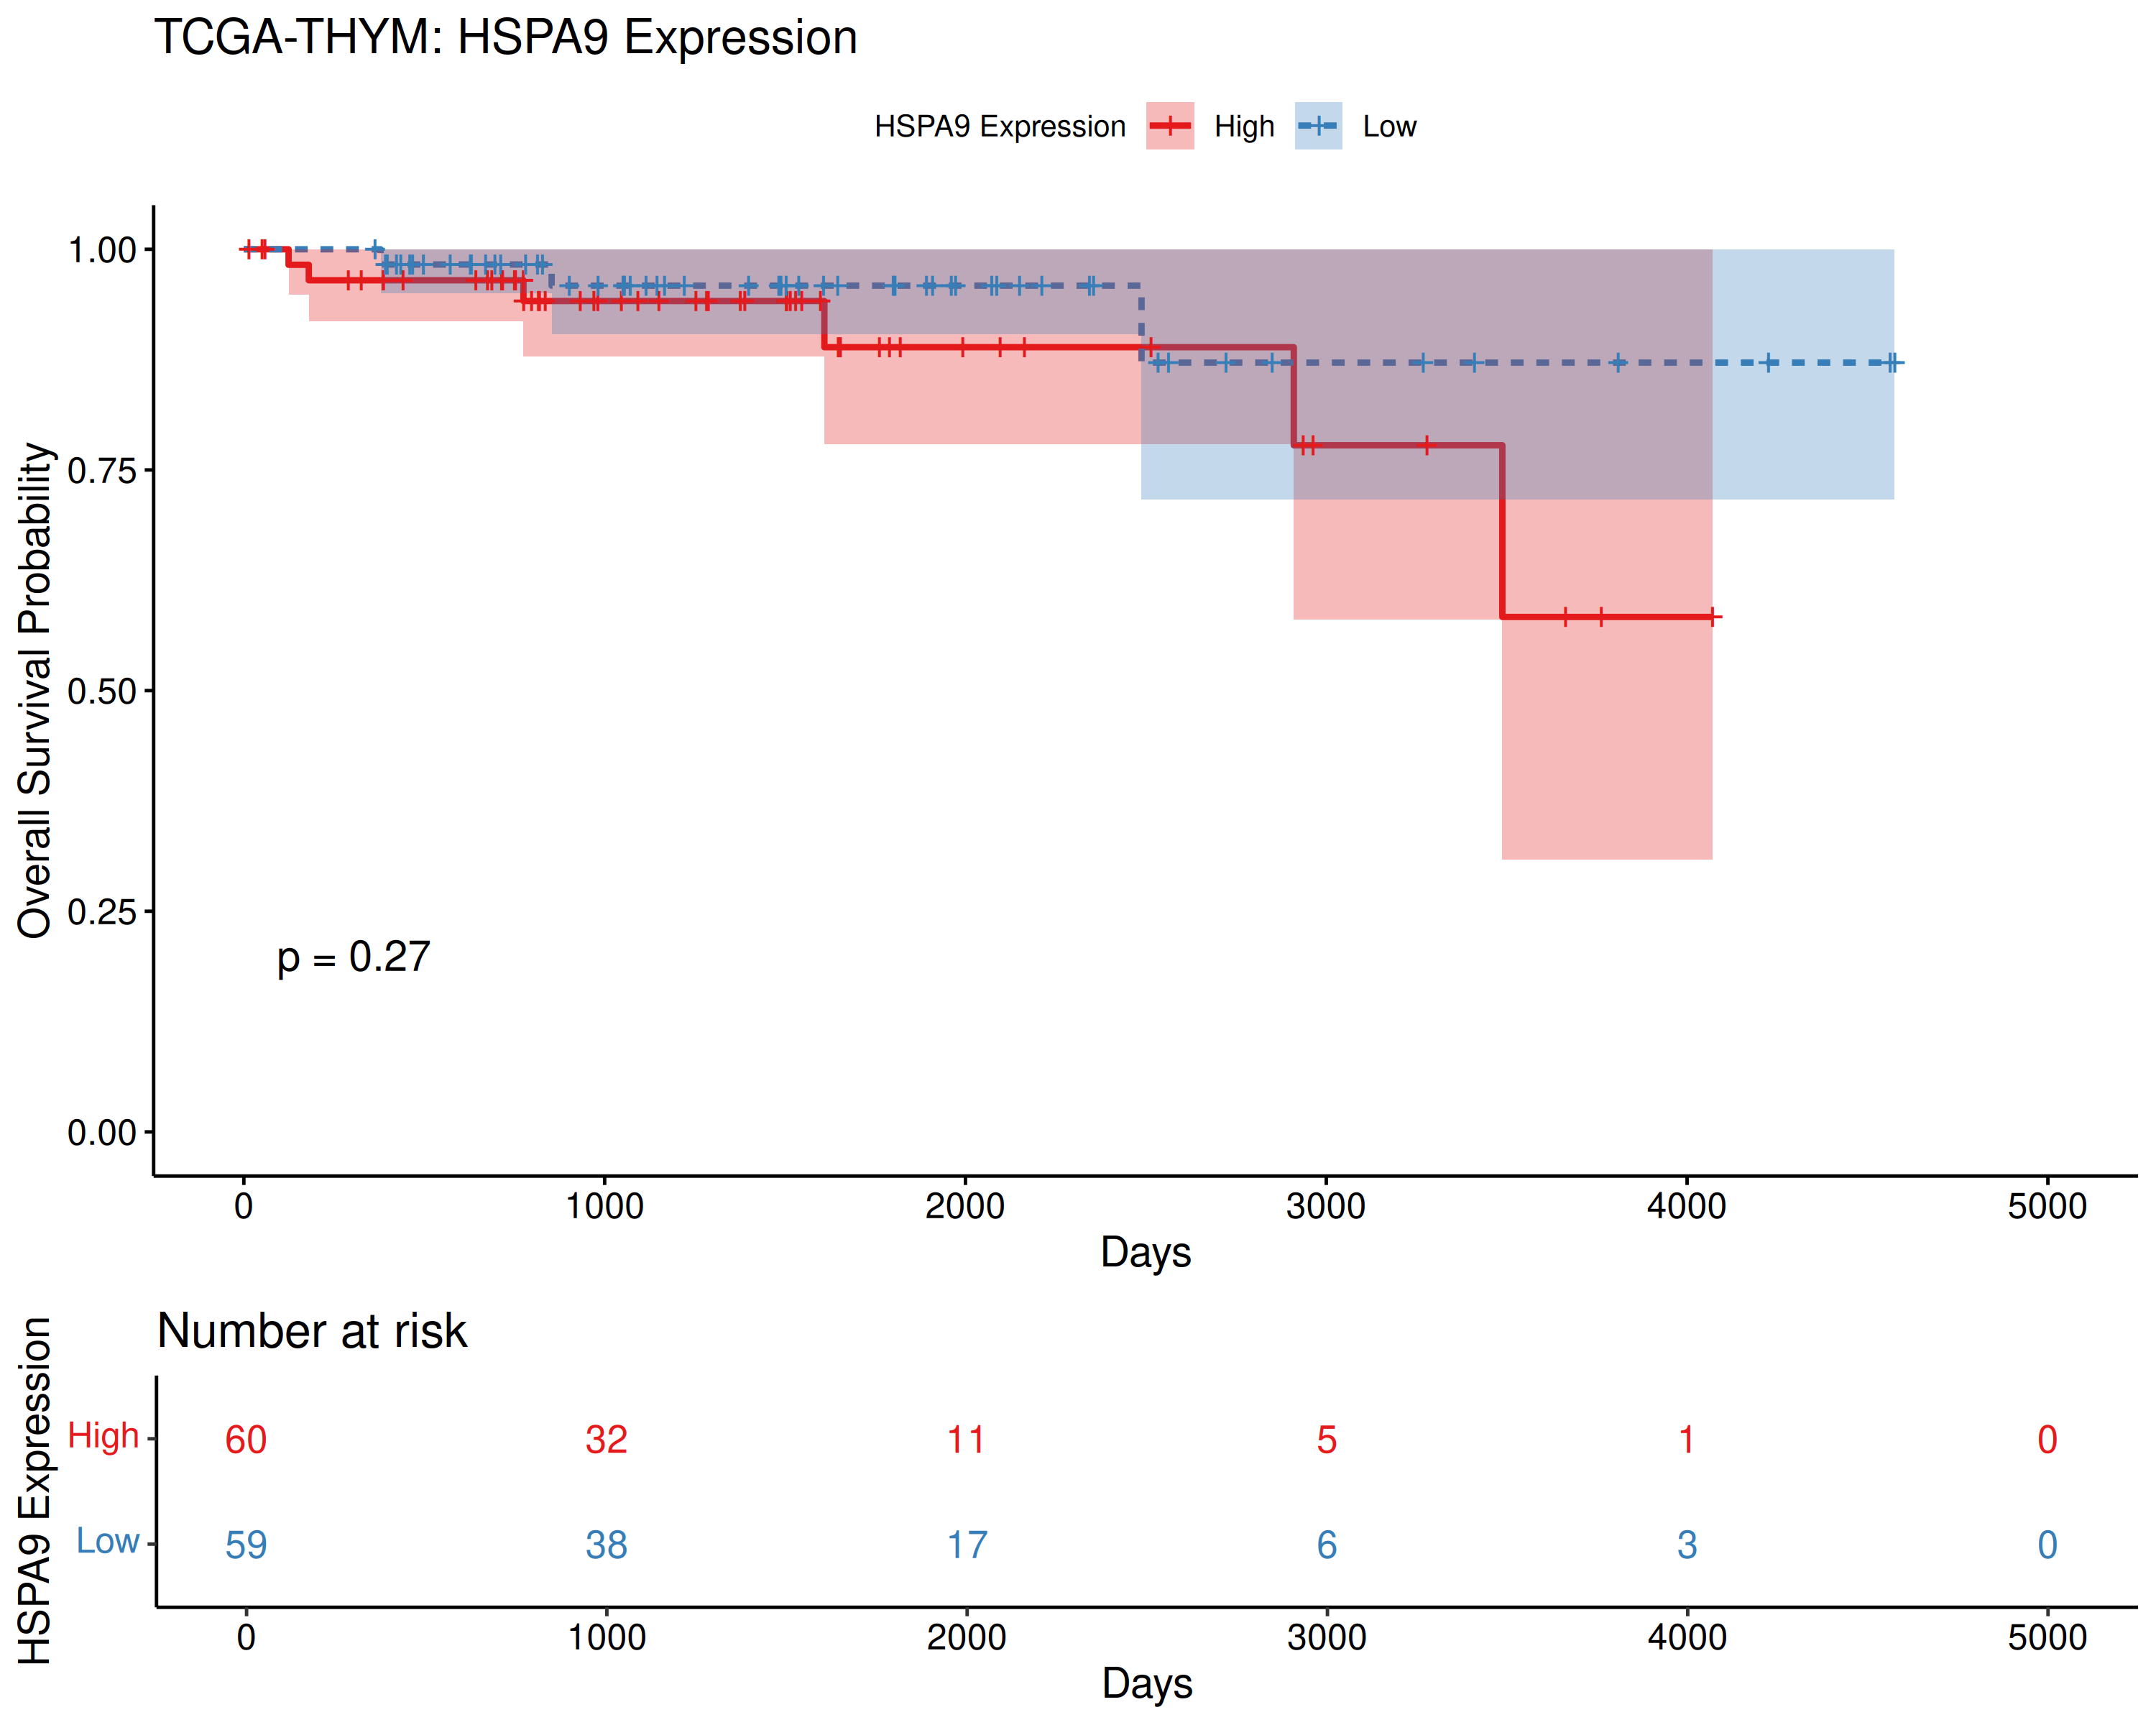 TCGA-THYM: HSPA9 Expression
HSPA9 Expression High Low
Overall Survival Probability
1.00
0.75
0.50
0.25
0.00
p = 0.27
0 1000 2000 3000 4000 5000
Days
Number at risk
HSPA9 Expression
High 60 32 11 5 1 0
Low 59 38 17 6 3 0
0 1000 2000 3000 4000 5000
Days